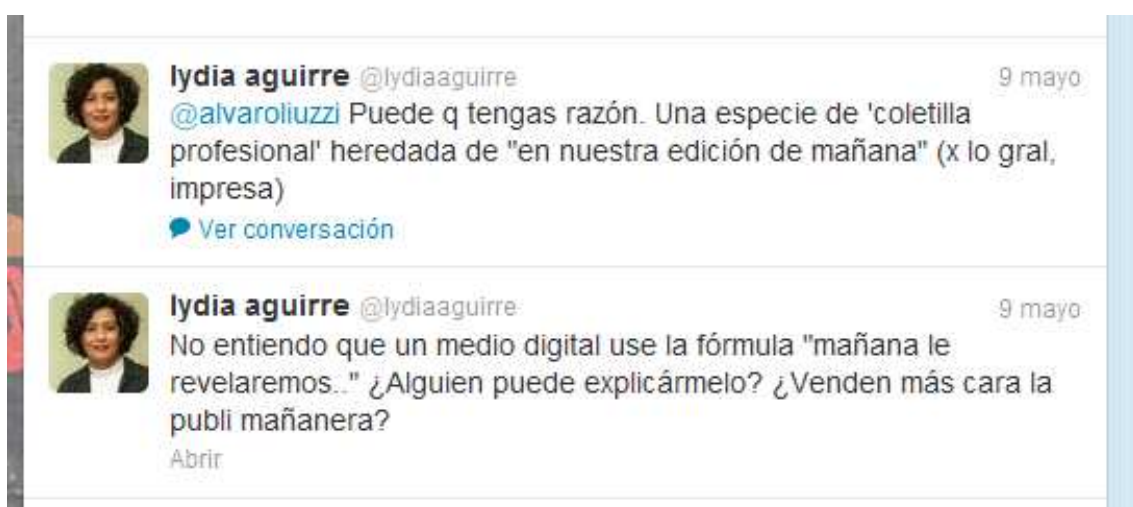 lydia aguirre @lydiaaguirre 9 mayo
@alvaroliuzzi Puede q tengas razón. Una especie de 'coletilla
profesional' heredada de "en nuestra edición de mañana" (x lo gral,
impresa)
Ver conversación
lydia aguirre @lydiaaguirre 9 mayo
No entiendo que un medio digital use la fórmula "mañana le
revelaremos.." ¿Alguien puede explicármelo? ¿Venden más cara la
publi mañanera?
Abrir